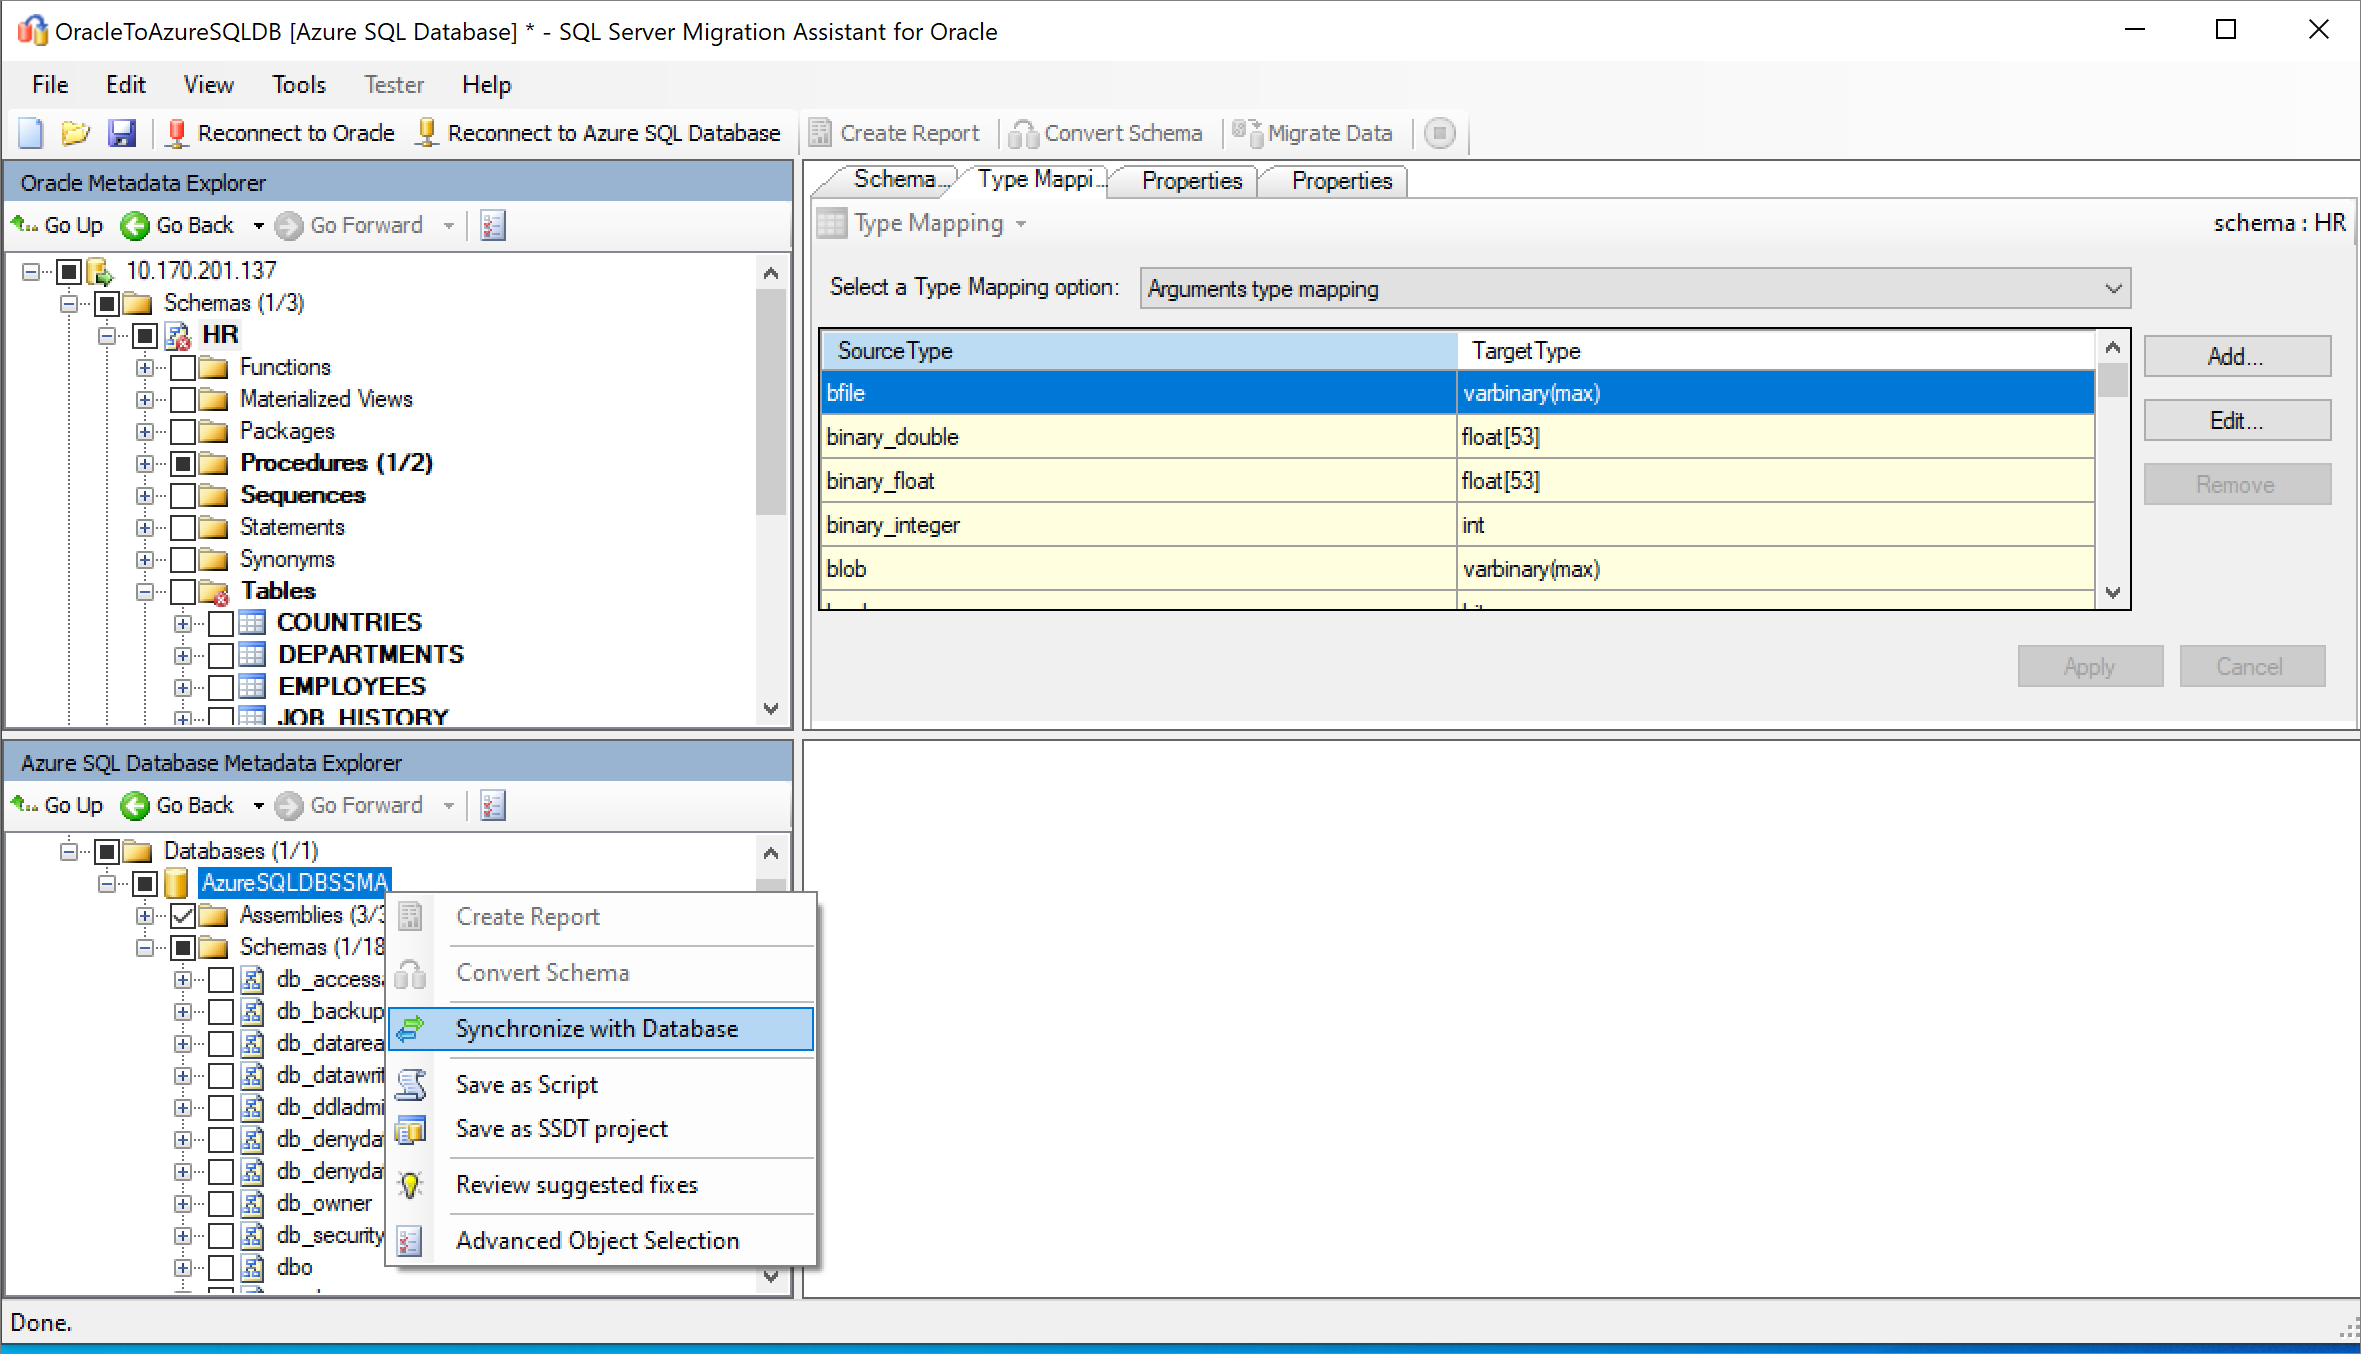 OracleToAzureSQLDB [Azure SQL Database] * - SQL Server Migration Assistant for Oracle
File Edit View Tools Tester Help
Reconnect to Oracle Reconnect to Azure SQL Database Create Report Convert Schema Migrate Data
Oracle Metadata Explorer
Go Up Go Back Go Forward
10.170.201.137
Schemas (1/3)
HR
Functions
Materialized Views
Packages
Procedures (1/2)
Sequences
Statements
Synonyms
Tables
COUNTRIES
DEPARTMENTS
EMPLOYEES
JOB_HISTORY
Schema... Type Mappi... Properties Properties
Type Mapping schema : HR
Select a Type Mapping option: Arguments type mapping
Source Type Target Type
bfile varbinary(max)
binary_double float[53]
binary_float float[53]
binary_integer int
blob varbinary(max)
Add...
Edit...
Remove
Apply Cancel
Azure SQL Database Metadata Explorer
Go Up Go Back Go Forward
Databases (1/1)
AzureSQLDBSSMA
Assemblies (3/3
Schemas (1/18
db_accessa
db_backup
db_datarea
db_datawrit
db_ddladmi
db_denydat
db_denydat
db_owner
db_security
dbo
Create Report
Convert Schema
Synchronize with Database
Save as Script
Save as SSDT project
Review suggested fixes
Advanced Object Selection
Done.